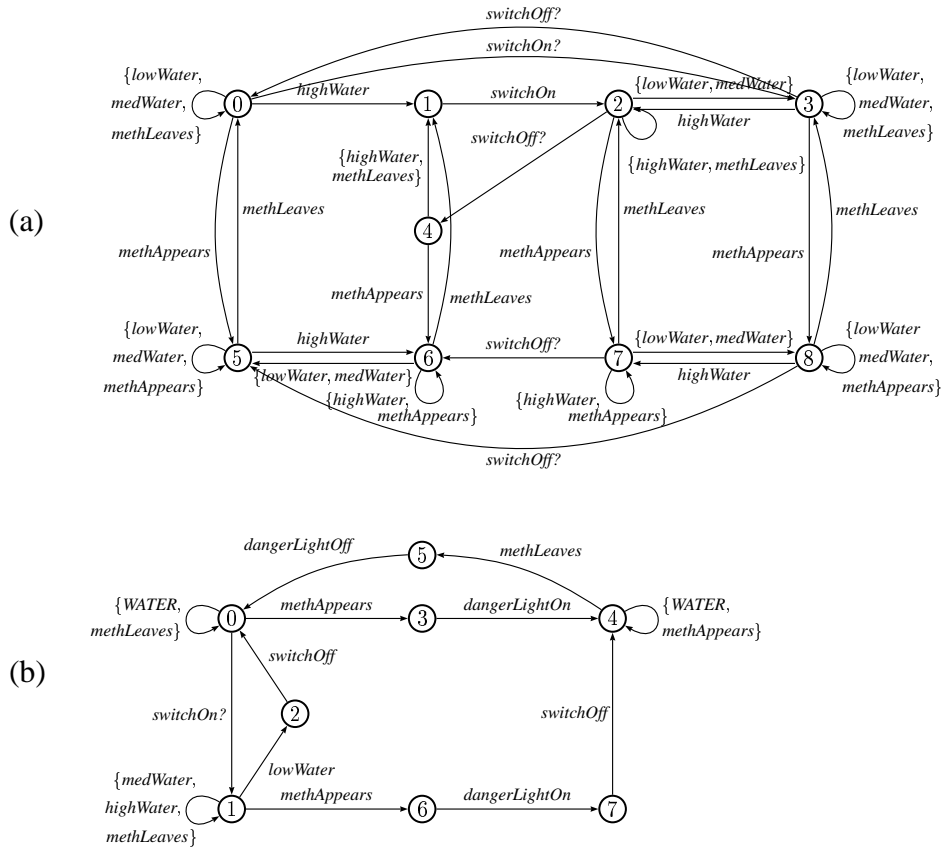 switchOff?
switchOn?
{lowWater,
medWater,
methLeaves}
0
highWater
1
switchOn
2
{lowWater, medWater}
highWater
3
{lowWater,
medWater,
methLeaves}
switchOff?
{highWater,
methLeaves}
{highWater, methLeaves}
(a)
methLeaves
4
methLeaves
methLeaves
methAppears
methAppears
methAppears
methAppears
methLeaves
{lowWater,
medWater,
methAppears}
5
highWater
{lowWater, medWater}
6
{highWater,
methAppears}
switchOff?
7
{highWater,
methAppears}
{lowWater, medWater}
highWater
8
{lowWater
medWater,
methAppears}
switchOff?
dangerLightOff
5
methLeaves
{WATER,
methLeaves}
0
methAppears
3
dangerLightOn
4
{WATER,
methAppears}
switchOff
(b)
2
switchOn?
switchOff
lowWater
{medWater,
highWater,
methLeaves}
1
methAppears
6
dangerLightOn
7